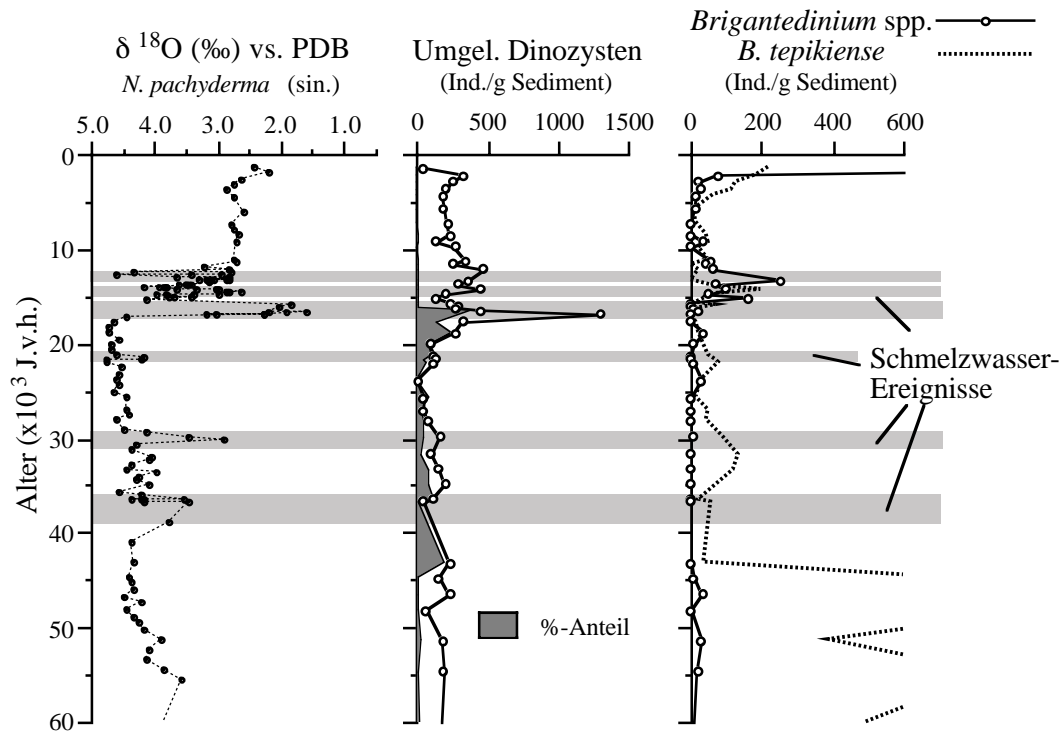 Brigantedinium spp.
B. tepikiense
δ ¹⁸O (‰) vs. PDB
N. pachyderma (sin.)
Umgel. Dinozysten
(Ind./g Sediment)
(Ind./g Sediment)
5.0 4.0 3.0 2.0 1.0
0 500 1000 1500
0 200 400 600
Alter (x10³ J.v.h.)
0
10
20
30
40
50
60
Schmelzwasser-
Ereignisse
%-Anteil